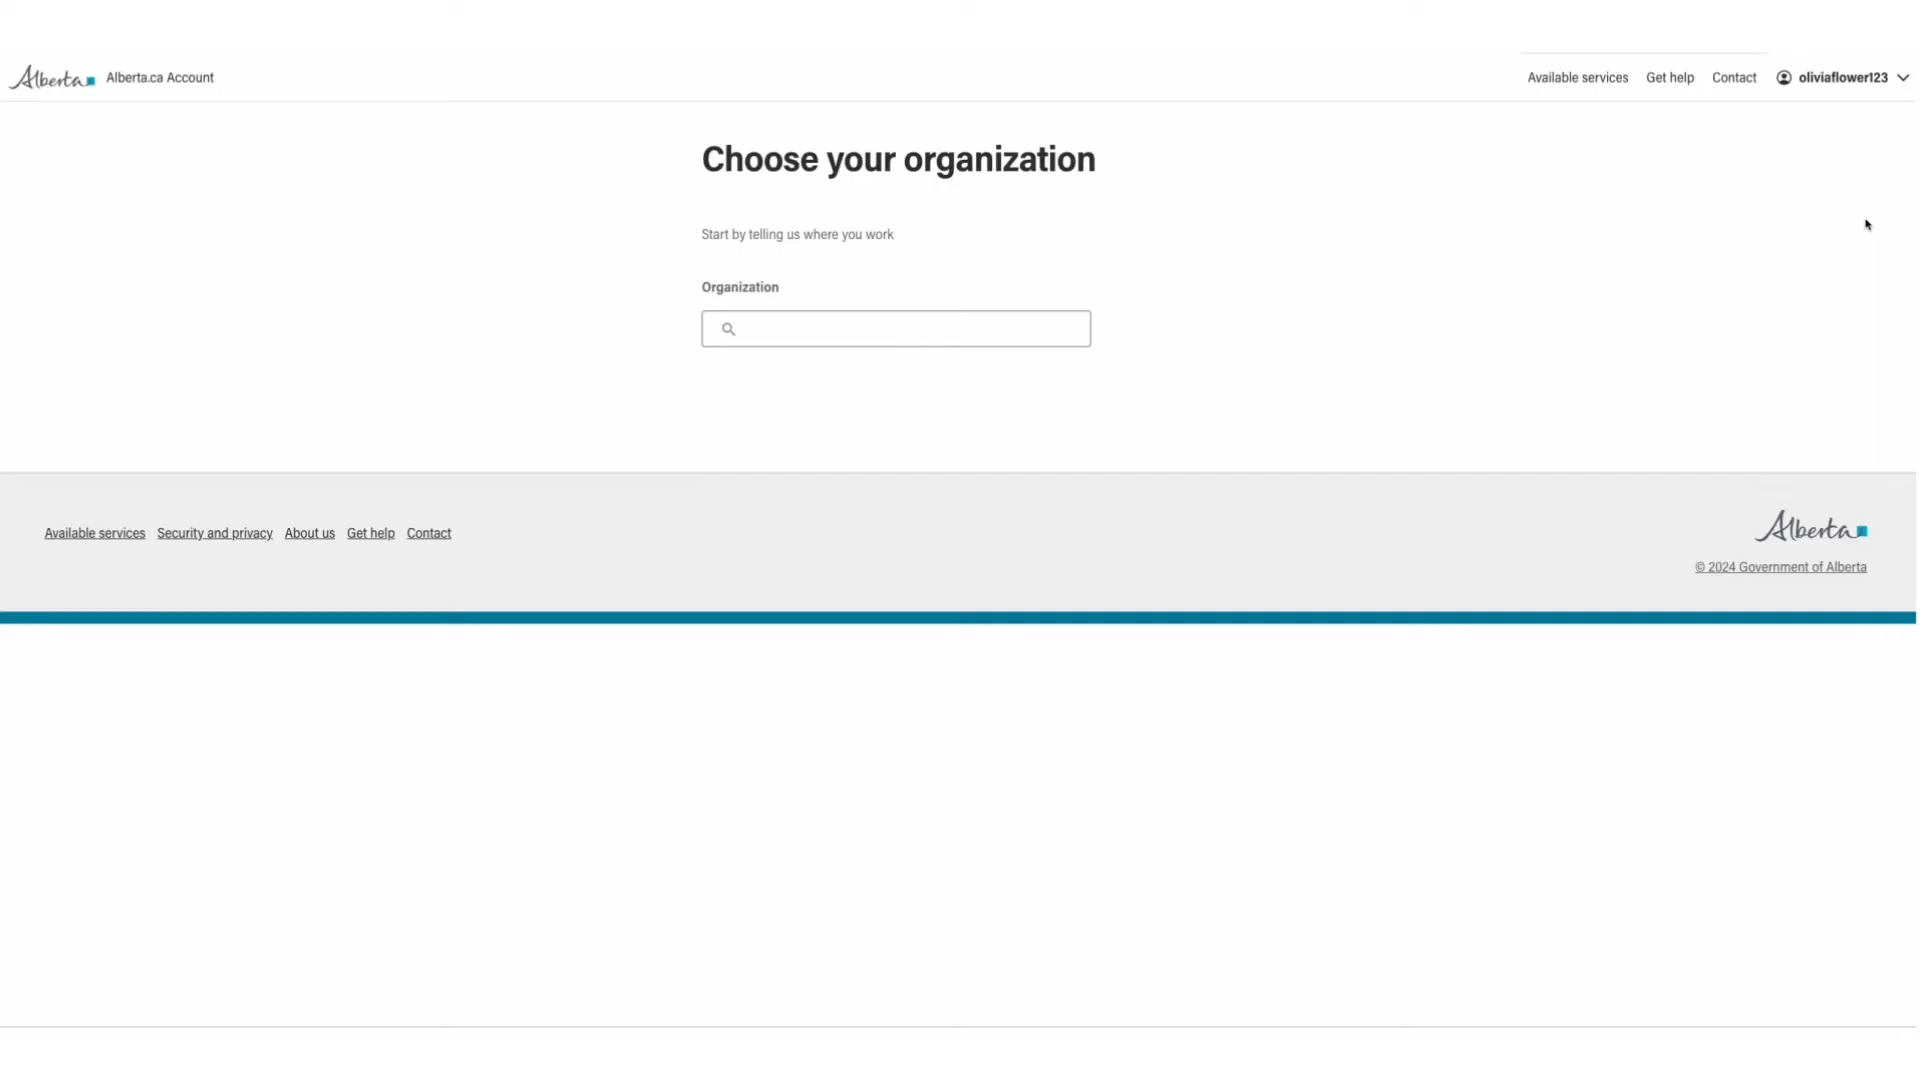 Alberta Alberta.ca Account Available services Get help Contact oliviaflower123
Choose your organization
Start by telling us where you work
Organization
Available services Security and privacy About us Get help Contact
Alberta
© 2024 Government of Alberta